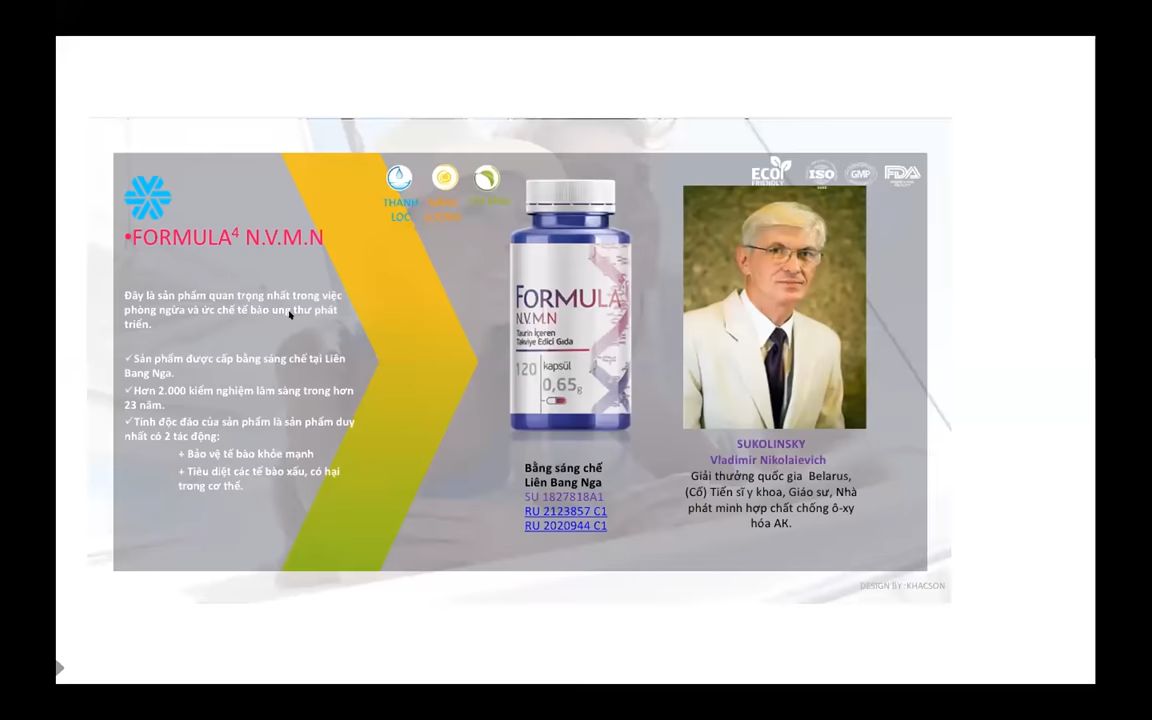 •FORMULA⁴ N.V.M.N
Đây là sản phẩm quan trọng nhất trong việc
phòng ngừa và ức chế tế bào ung thư phát
triển.
✓Sản phẩm được cấp bằng sáng chế tại Liên
Bang Nga.
✓Hơn 2.000 kiểm nghiệm lâm sàng trong hơn
23 năm.
✓Tính độc đáo của sản phẩm là sản phẩm duy
nhất có 2 tác động:
+ Bảo vệ tế bào khỏe mạnh
+ Tiêu diệt các tế bào xấu, có hại
trong cơ thể.
THANH
LỌC
FORMULA
N.V.M.N
Taurin İçeren
Takviye Edici Gıda
120 kapsül
0,65g
Bằng sáng chế
Liên Bang Nga
SU 1827818A1
RU 2123857 C1
RU 2020944 C1
ECO
FRIENDLY
ISO
GMP
FDA
SUKOLINSKY
Vladimir Nikolaievich
Giải thưởng quốc gia Belarus,
(Cố) Tiến sĩ y khoa, Giáo sư, Nhà
phát minh hợp chất chống ô-xy
hóa AK.
DESIGN BY :KHACSON